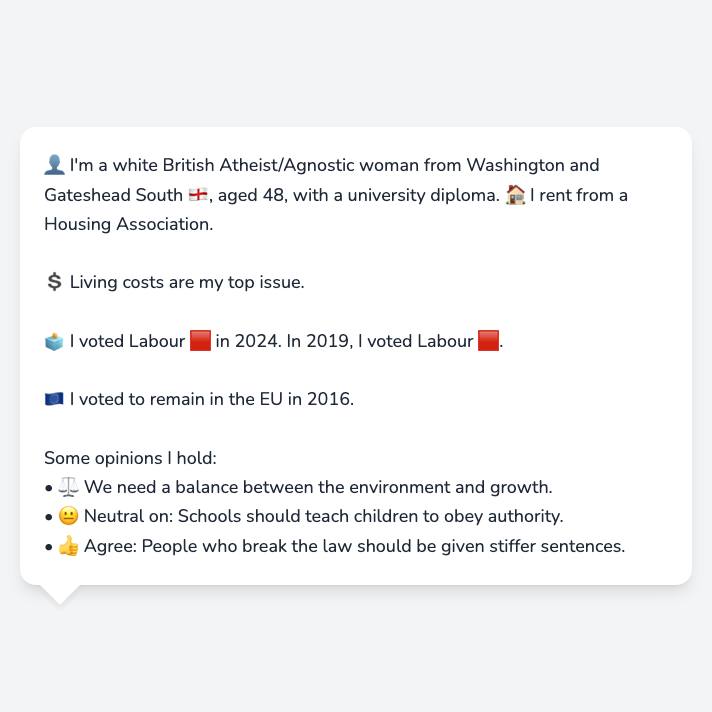 👤 I'm a white British Atheist/Agnostic woman from Washington and
Gateshead South 🏴󠁧󠁢󠁥󠁮󠁧󠁿, aged 48, with a university diploma. 🏠 I rent from a
Housing Association.
💲 Living costs are my top issue.
🗳️ I voted Labour 🟥 in 2024. In 2019, I voted Labour 🟥.
🇪🇺 I voted to remain in the EU in 2016.
Some opinions I hold:
• ⚖️ We need a balance between the environment and growth.
• 😐 Neutral on: Schools should teach children to obey authority.
• 👍 Agree: People who break the law should be given stiffer sentences.